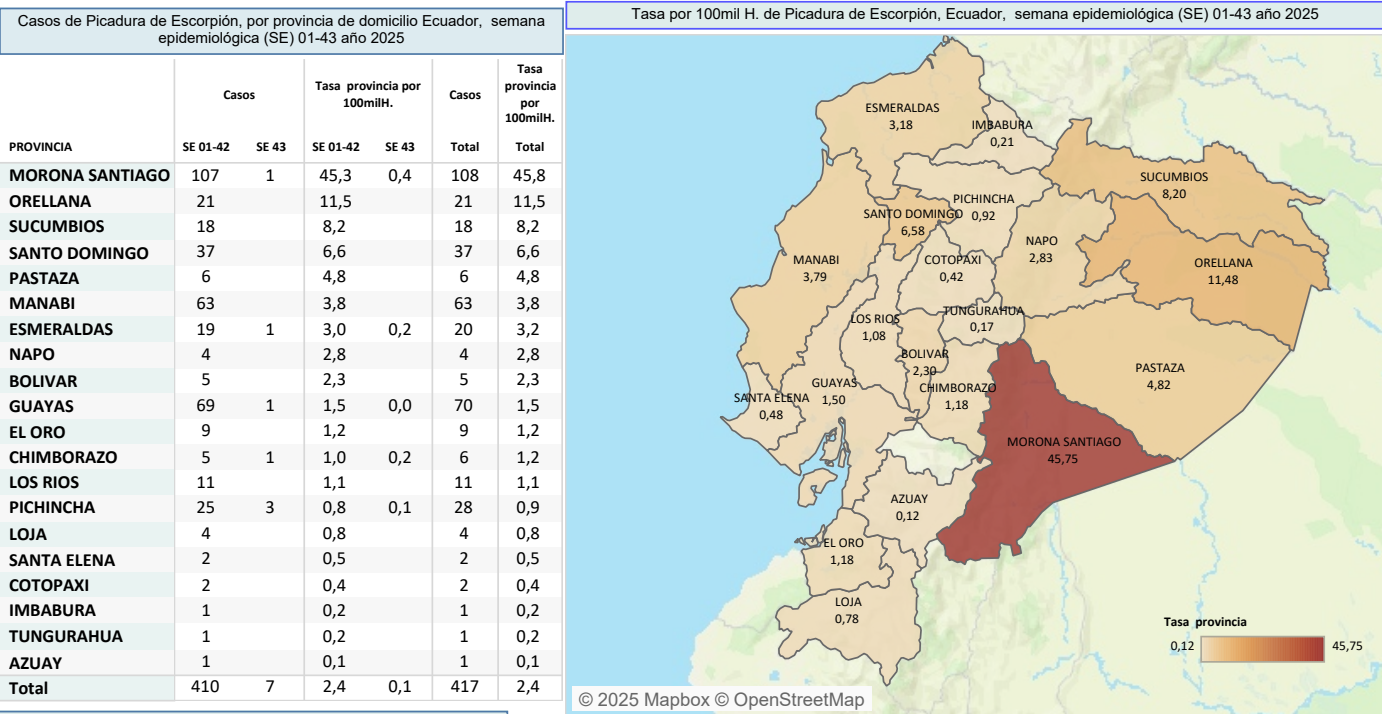 Casos de Picadura de Escorpión, por provincia de domicilio Ecuador, semana
epidemiológica (SE) 01-43 año 2025
Casos
Tasa provincia por
100milH.
Casos
Tasa
provincia
por
100milH.
PROVINCIA SE 01-42 SE 43 SE 01-42 SE 43 Total Total
MORONA SANTIAGO 107 1 45,3 0,4 108 45,8
ORELLANA 21 11,5 21 11,5
SUCUMBIOS 18 8,2 18 8,2
SANTO DOMINGO 37 6,6 37 6,6
PASTAZA 6 4,8 6 4,8
MANABI 63 3,8 63 3,8
ESMERALDAS 19 1 3,0 0,2 20 3,2
NAPO 4 2,8 4 2,8
BOLIVAR 5 2,3 5 2,3
GUAYAS 69 1 1,5 0,0 70 1,5
EL ORO 9 1,2 9 1,2
CHIMBORAZO 5 1 1,0 0,2 6 1,2
LOS RIOS 11 1,1 11 1,1
PICHINCHA 25 3 0,8 0,1 28 0,9
LOJA 4 0,8 4 0,8
SANTA ELENA 2 0,5 2 0,5
COTOPAXI 2 0,4 2 0,4
IMBABURA 1 0,2 1 0,2
TUNGURAHUA 1 0,2 1 0,2
AZUAY 1 0,1 1 0,1
Total 410 7 2,4 0,1 417 2,4
Tasa por 100mil H. de Picadura de Escorpión, Ecuador, semana epidemiológica (SE) 01-43 año 2025
ESMERALDAS
3,18
IMBABURA
0,21
SUCUMBIOS
8,20
PICHINCHA
0,92
SANTO DOMINGO
6,58
NAPO
2,83
MANABI
3,79
COTOPAXI
0,42
ORELLANA
11,48
LOS RIOS
1,08
TUNGURAHUA
0,17
BOLIVAR
2,30
PASTAZA
4,82
GUAYAS
1,50
CHIMBORAZO
1,18
SANTA ELENA
0,48
MORONA SANTIAGO
45,75
AZUAY
0,12
EL ORO
1,18
LOJA
0,78
Tasa provincia
0,12 45,75
© 2025 Mapbox © OpenStreetMap